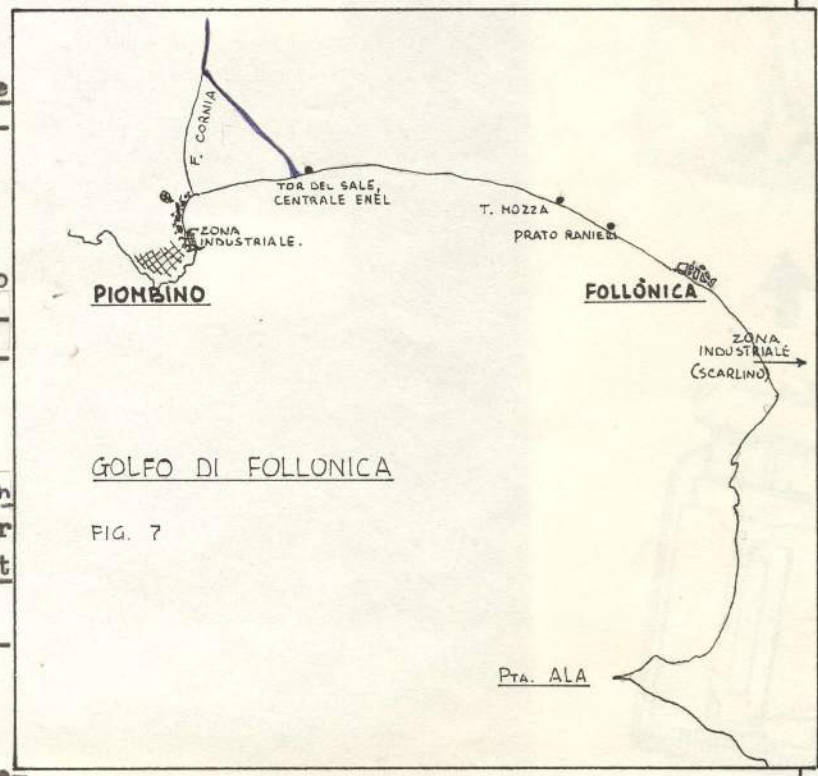 F. CORNIA
TOR DEL SALE,
CENTRALE ENEL
T. MOZZA
PRATO RANIERI
ZONA
INDUSTRIALE.
PIOMBINO
FOLLÒNICA
ZONA
INDUSTRIALE
(SCARLINO)
GOLFO DI FOLLONICA
FIG. 7
PTA. ALA